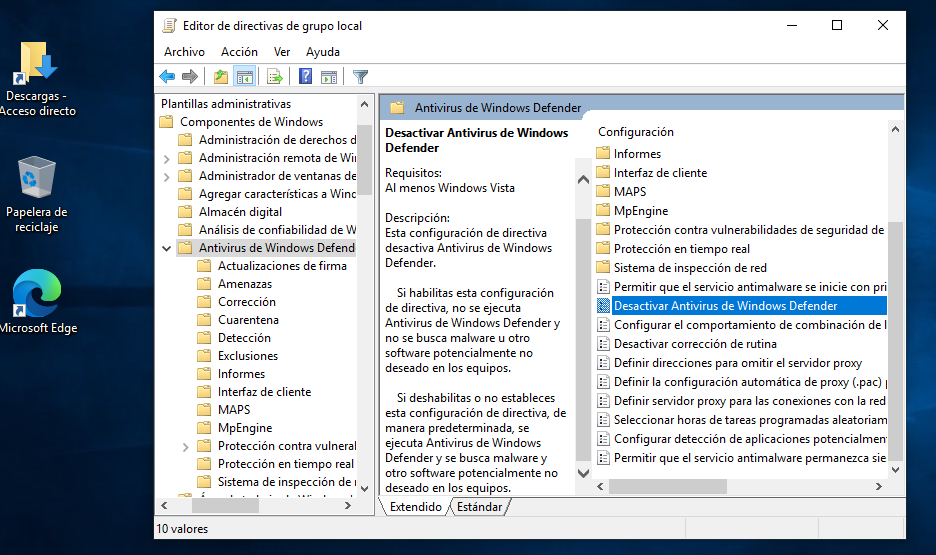 Descargas -
Acceso directo
Papelera de
reciclaje
Microsoft Edge
Editor de directivas de grupo local
Archivo Acción Ver Ayuda
Plantillas administrativas
Componentes de Windows
Administración de derechos d
Administración remota de Wi
Administrador de ventanas de
Agregar características a Wind
Almacén digital
Análisis de confiabilidad de W
Antivirus de Windows Defend
Actualizaciones de firma
Amenazas
Corrección
Cuarentena
Detección
Exclusiones
Informes
Interfaz de cliente
MAPS
MpEngine
Protección contra vulneral
Protección en tiempo real
Sistema de inspección de
Antivirus de Windows Defender
Desactivar Antivirus de Windows
Defender
Requisitos:
Al menos Windows Vista
Descripción:
Esta configuración de directiva
desactiva Antivirus de Windows
Defender.
Si habilitas esta configuración
de directiva, no se ejecuta
Antivirus de Windows Defender y
no se busca malware u otro
software potencialmente no
deseado en los equipos.
Si deshabilitas o no estableces
esta configuración de directiva, de
manera predeterminada, se
ejecuta Antivirus de Windows
Defender y se busca malware y
otro software potencialmente no
deseado en los equipos.
Configuración
Informes
Interfaz de cliente
MAPS
MpEngine
Protección contra vulnerabilidades de seguridad de
Protección en tiempo real
Sistema de inspección de red
Permitir que el servicio antimalware se inicie con pri
Desactivar Antivirus de Windows Defender
Configurar el comportamiento de combinación de l
Desactivar corrección de rutina
Definir direcciones para omitir el servidor proxy
Definir la configuración automática de proxy (.pac) p
Definir servidor proxy para las conexiones con la red
Seleccionar horas de tareas programadas aleatoriam
Configurar detección de aplicaciones potencialmen
Permitir que el servicio antimalware permanezca sie
Extendido Estándar
10 valores